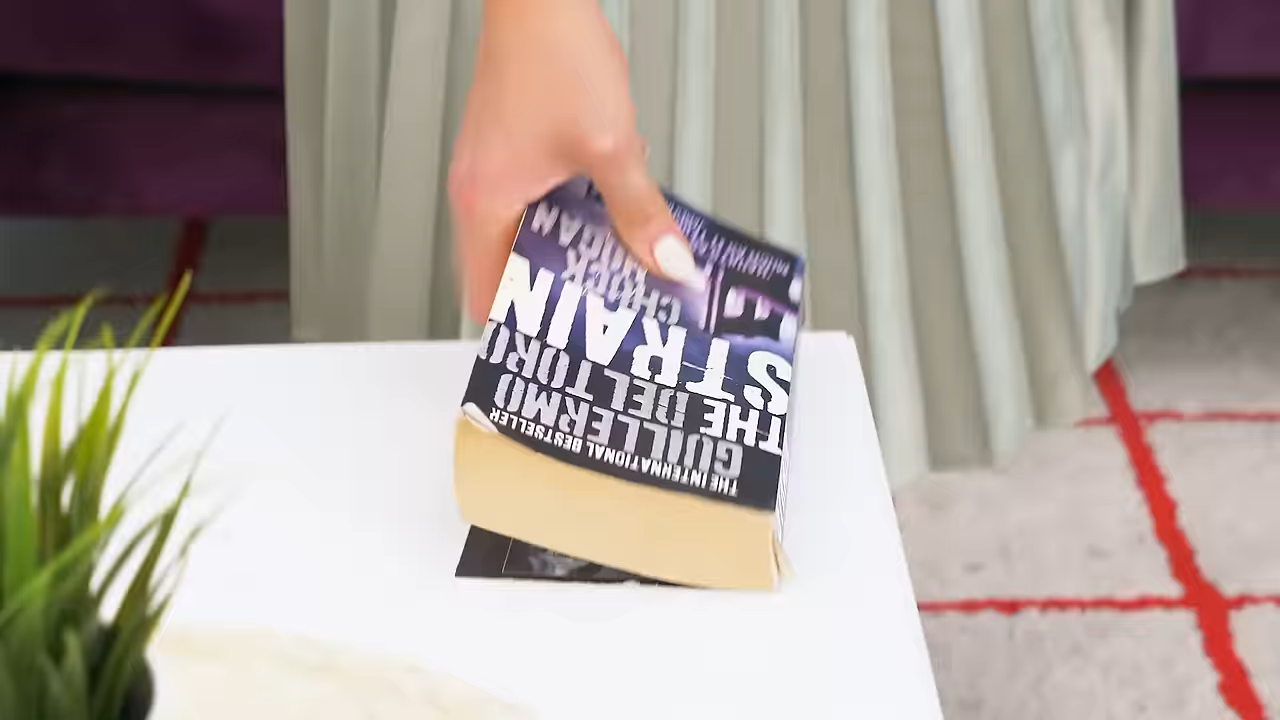 THE INTERNATIONAL BESTSELLER
GUILLERMO
DEL TORO
THE
STRAIN
CHUCK
HOGAN